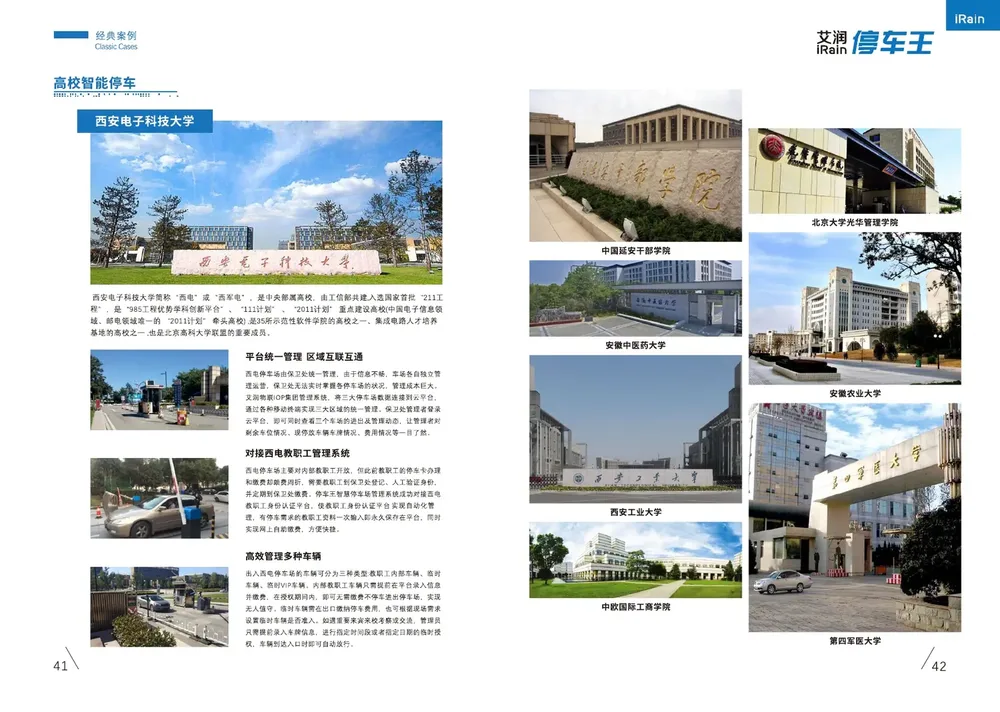 经典案例
Classic Cases
高校智能停车
西安电子科技大学
西安电子科技大学
西安电子科技大学简称“西电”或“西军电”，是中央部属高校，由工信部共建,入选国家首批“211工
程”，是“985工程优势学科创新平台”、“111计划”、“2011计划”重点建设高校(中国电子信息领
域、邮电领域唯一的“2011计划”牵头高校),是35所示范性软件学院的高校之一、集成电路人才培养
基地的高校之一,也是北京高科大学联盟的重要成员。
平台统一管理 区域互联互通
西电停车场由保卫处统一管理，由于信息不畅，车场各自独立管
理运营，保卫处无法实时掌握各停车场的状况，管理成本巨大。
艾润物联IOP集团管理系统，将三大停车场数据连接到云平台，
通过各种移动终端实现三大区域的统一管理。保卫处管理者登录
云平台，即可同时查看三个车场的进出及管理动态，让管理者对
剩余车位情况、现停放车辆车牌情况、费用情况等一目了然。
对接西电教职工管理系统
西电停车场主要对内部教职工开放，但此前教职工的停车卡办理
和缴费却颇费周折，需要教职工到保卫处登记、人工验证身份，
并定期到保卫处缴费。停车王智慧停车场管理系统成功对接西电
教职工身份认证平台，使教职工身份认证平台实现自动化管
理，有停车需求的教职工资料一次输入即永久保存在平台，同时
实现网上自助缴费，方便快捷。
高效管理多种车辆
出入西电停车场的车辆可分为三种类型:教职工内部车辆、临时
车辆、临时VIP车辆。内部教职工车辆只需提前在平台录入信息
并缴费，在授权期间内，即可无需缴费不停车进出停车场，实现
无人值守。临时车辆需在出口缴纳停车费用，也可根据现场需求
设置临时车辆是否准入。如遇重要来宾来校考察或交流，管理员
只需提前录入车牌信息，进行指定时间段或者指定日期的临时授
权，车辆到达入口时即可自动放行。
41
iRain
艾润
iRain
停车王
中国延安干部学院
北京大学光华管理学院
安徽中医药大学
安徽农业大学
西安工业大学
西安工业大学
中欧国际工商学院
第四军医大学
第四军医大学
42